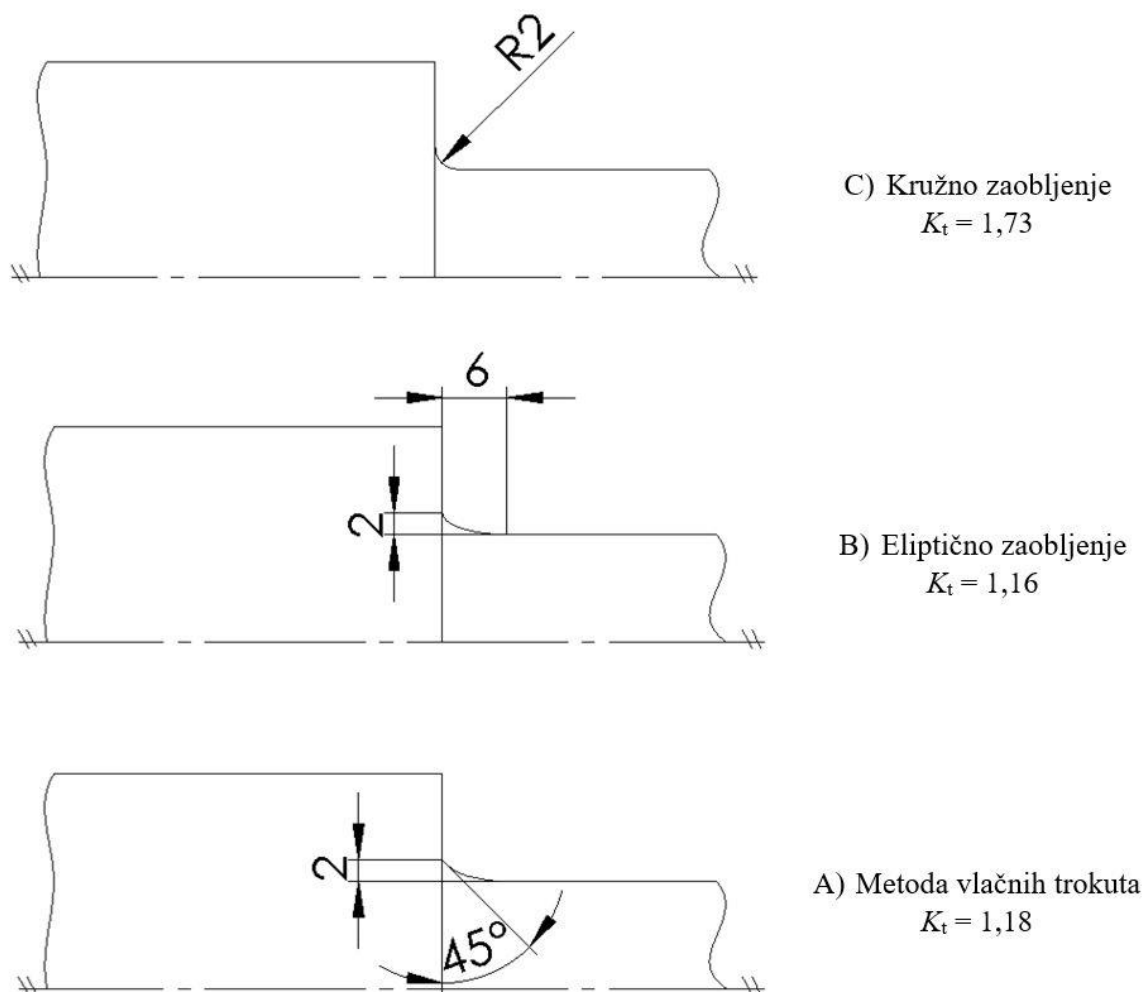 R2
C) Kružno zaobljenje
Kt = 1,73
6
2
B) Eliptično zaobljenje
Kt = 1,16
2
45°
A) Metoda vlačnih trokuta
Kt = 1,18